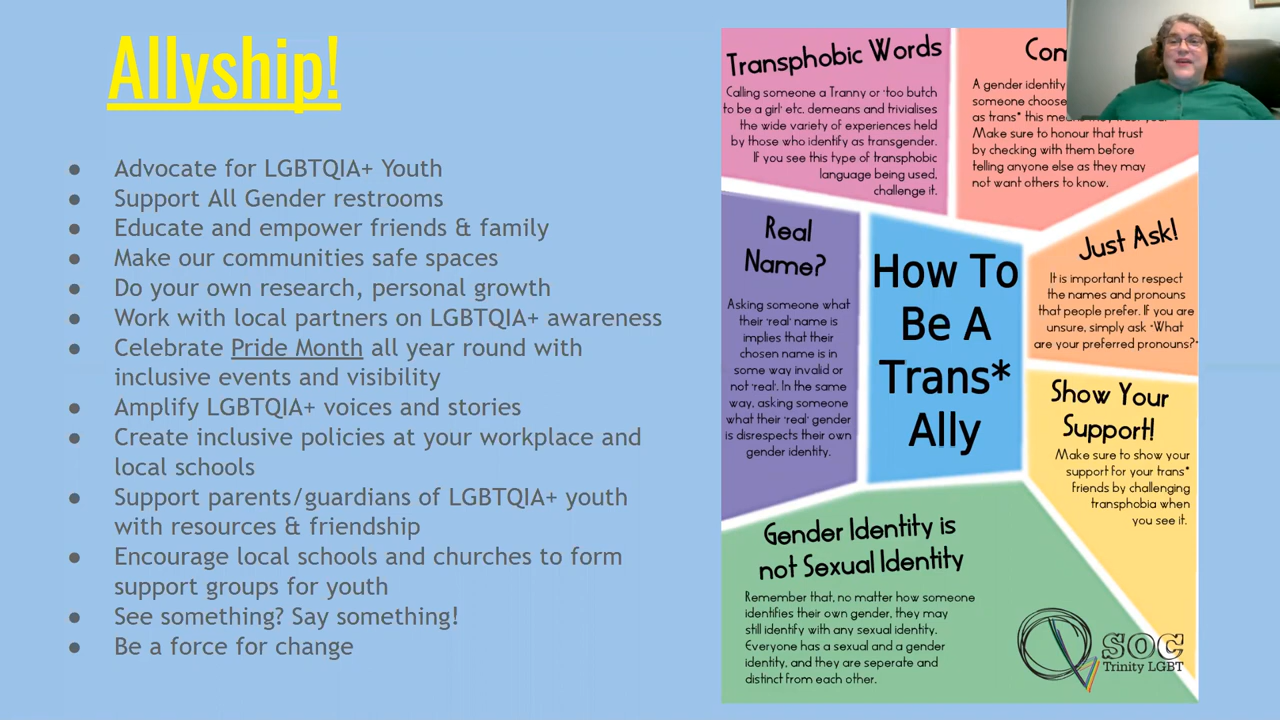 Allyship!
● Advocate for LGBTQIA+ Youth
● Support All Gender restrooms
● Educate and empower friends & family
● Make our communities safe spaces
● Do your own research, personal growth
● Work with local partners on LGBTQIA+ awareness
● Celebrate Pride Month all year round with
inclusive events and visibility
● Amplify LGBTQIA+ voices and stories
● Create inclusive policies at your workplace and
local schools
● Support parents/guardians of LGBTQIA+ youth
with resources & friendship
● Encourage local schools and churches to form
support groups for youth
● See something? Say something!
● Be a force for change
Transphobic Words
Calling someone a Tranny or 'too butch
to be a girl' etc. demeans and trivialises
the wide variety of experiences held
by those who identify as transgender.
If you see this type of transphobic
language being used,
challenge it.
A gender identity
someone choose
as trans* this
Make sure to honour that trust
by checking with them before
telling anyone else as they may
not want others to know.
Real
Name?
Asking someone what
their 'real' name is
implies that their
chosen name is in
some way invalid or
not 'real'. In the same
way, asking someone
what their 'real' gender
is disrespects their own
gender identity.
How To
Be A
Trans*
Ally
Just Ask!
It is important to respect
the names and pronouns
that people prefer. If you are
unsure, simply ask "What
are your preferred pronouns?"
Show Your
Support!
Make sure to show your
support for your trans*
friends by challenging
transphobia when
you see it.
Gender Identity is
not Sexual Identity
Remember that, no matter how someone
identifies their own gender, they may
still identify with any sexual identity.
Everyone has a sexual and a gender
identity, and they are seperate and
distinct from each other.
Q SOC
Trinity LGBT